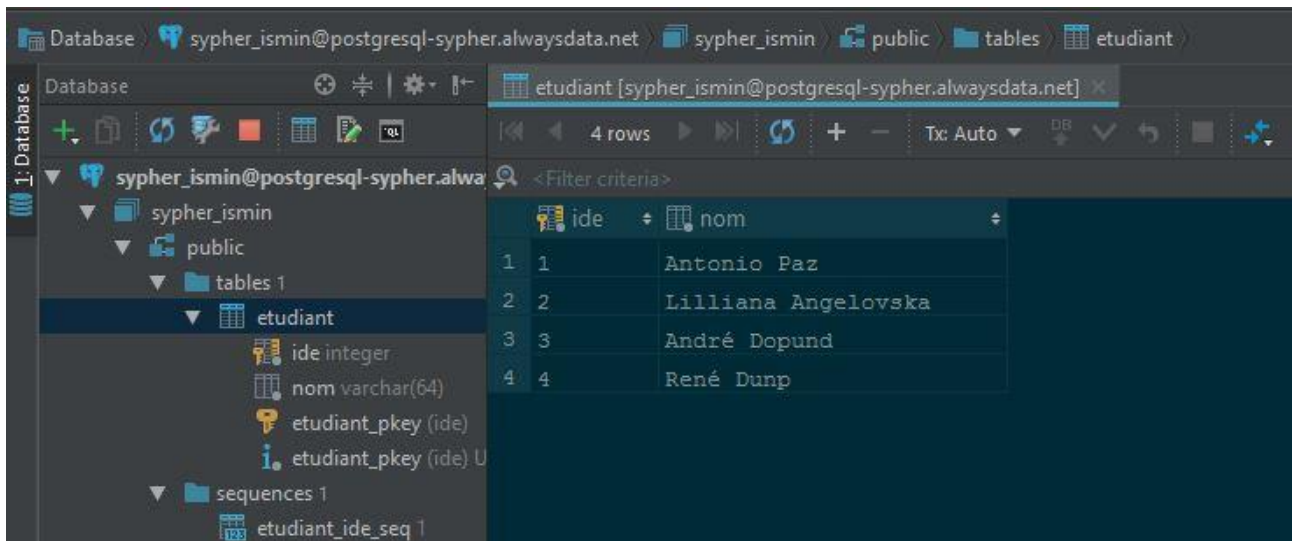 Database sypher_ismin@postgresql-sypher.alwaysdata.net sypher_ismin public tables etudiant
1: Database
Database
etudiant [sypher_ismin@postgresql-sypher.alwaysdata.net]
4 rows Tx: Auto DB
sypher_ismin@postgresql-sypher.alwa
<Filter criteria>
sypher_ismin
public
tables 1
etudiant
ide integer
nom varchar(64)
etudiant_pkey (ide)
etudiant_pkey (ide) U
sequences 1
etudiant_ide_seq 1
ide nom
1 1 Antonio Paz
2 2 Lilliana Angelovska
3 3 André Dopund
4 4 René Dunp